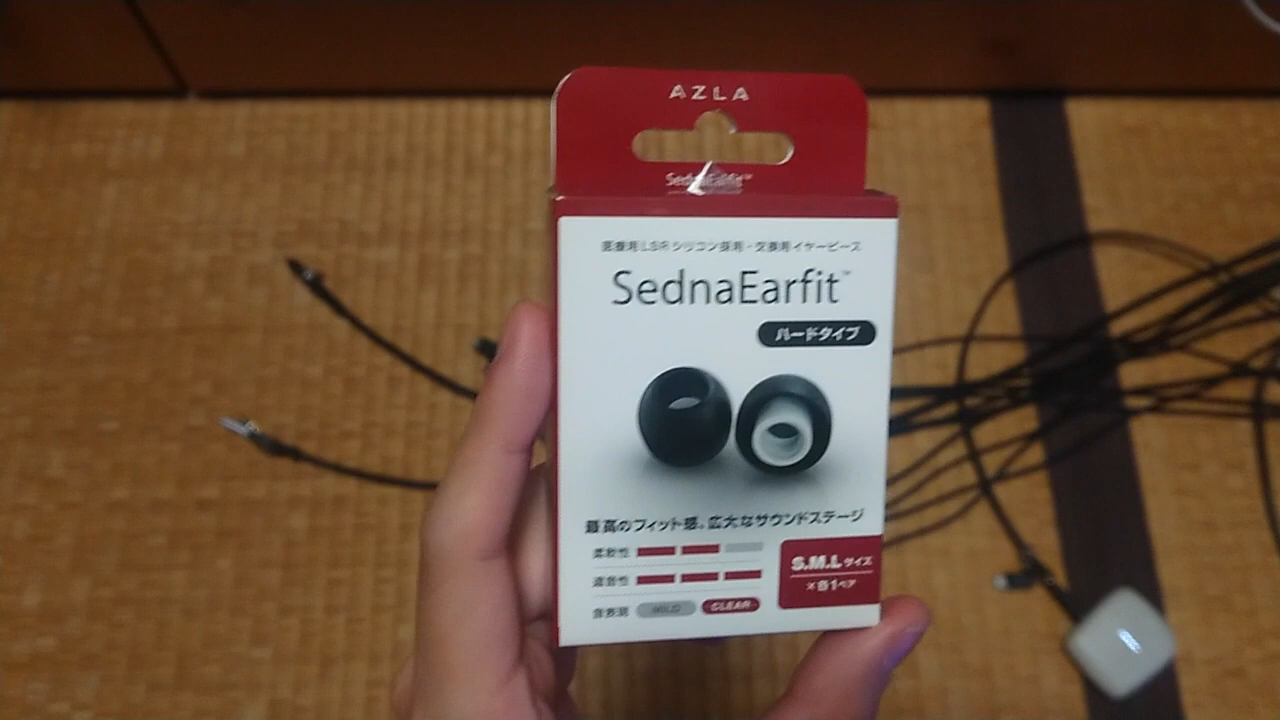 AZLA
SednaEarfit™
医療用LSRシリコン採用・交換用イヤーピース
SednaEarfit™
ハードタイプ
最高のフィット感、広大なサウンドステージ
柔軟性
遮音性
音表現 MILD CLEAR
S.M.Lサイズ
×各1ペア